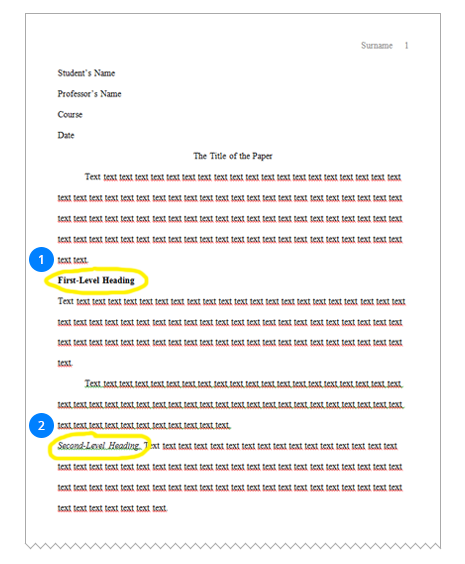 Surname 1
Student's Name
Professor's Name
Course
Date
The Title of the Paper
Text text text text text text text text text text text text text text text text text text text text
text text text text text text text text text text text text text text text text text text text text text text
text text text text text text text text text text text text text text text text text text text text text text
text text text text text text text text text text text text text text text text text text text text text text
1
text text.
First-Level Heading
Text text text text text text text text text text text text text text text text text text text text text text
text text text text text text text text text text text text text text text text text text text text text text
text text text text text text text text text text text text text text text text text text text text text text
text.
Text text text text text text text text text text text text text text text text text text text text
text text text text text text text text text text text text text text text text text text text text text text
2
text text text text text text text text text text text.
Second-Level Heading. Text text text text text text text text text text text text text text text text
text text text text text text text text text text text text text text text text text text text text text text
text text text text text text text text text text text text text text text text text text text text text text
text text text text text text text.